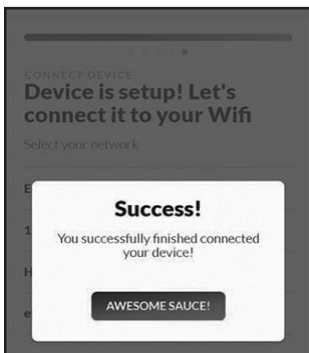 CONNECT DEVICE
Device is setup! Let's
connect it to your Wifi
Select your network
E
1
H
Success!
You successfully finished connected
your device!
AWESOME SAUCE!